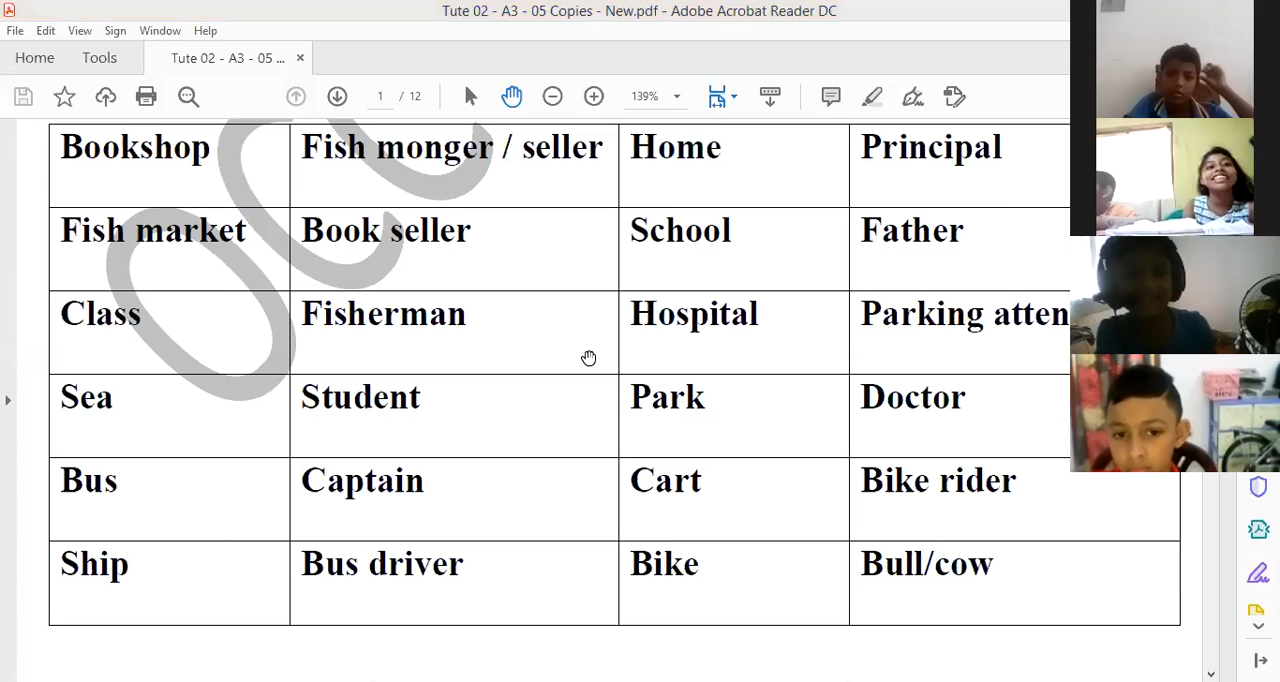 Tute 02 - A3 - 05 Copies - New.pdf - Adobe Acrobat Reader DC
File Edit View Sign Window Help
Home Tools Tute 02 - A3 - 05 ... ×
1 / 12 139%
Bookshop Fish monger / seller Home Principal
Fish market Book seller School Father
Class Fisherman Hospital Parking atten
Sea Student Park Doctor
Bus Captain Cart Bike rider
Ship Bus driver Bike Bull/cow